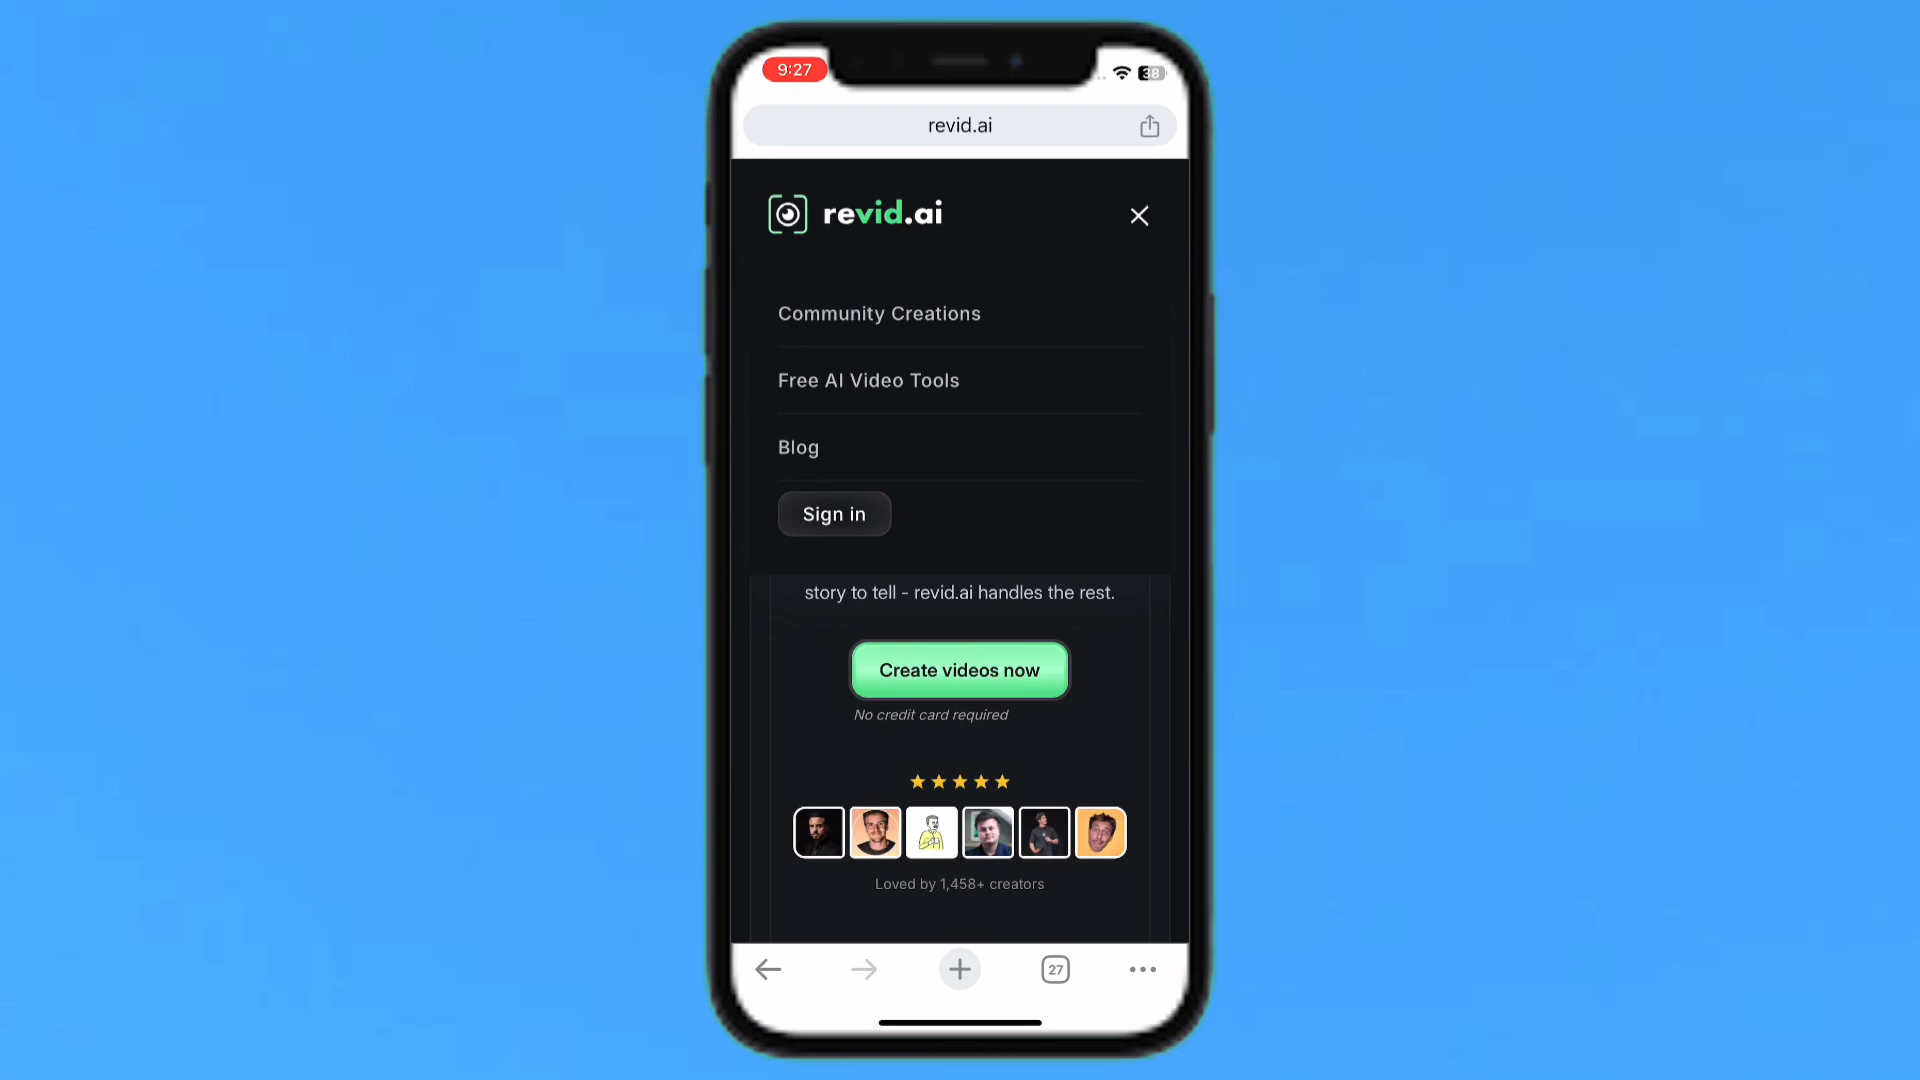 9:27
38
revid.ai
revid.ai
Community Creations
Free AI Video Tools
Blog
Sign in
story to tell - revid.ai handles the rest.
Create videos now
No credit card required
Loved by 1,458+ creators
27